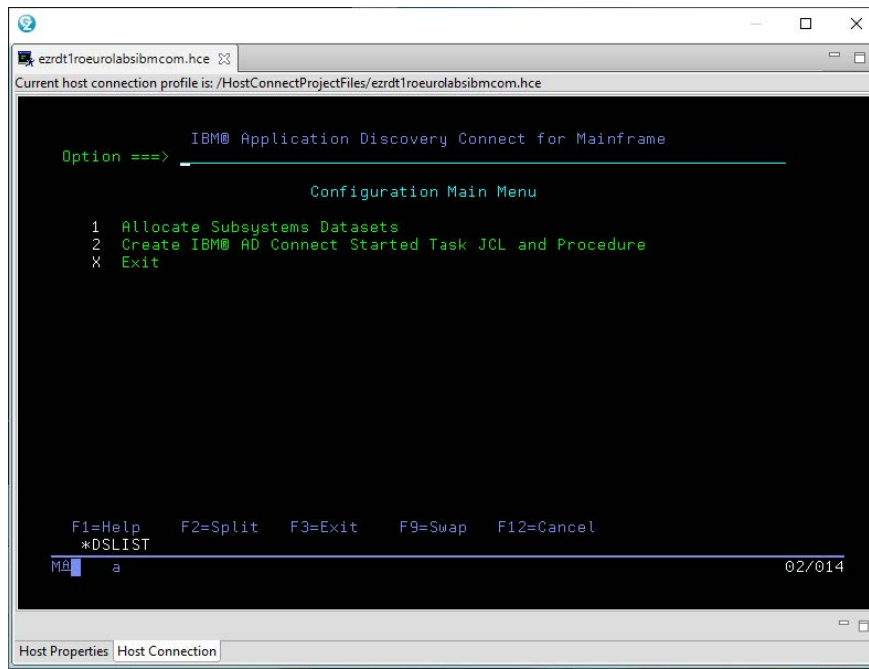 ezrdt1roeurolabsibmcom.hce
Current host connection profile is: /HostConnectProjectFiles/ezrdt1roeurolabsibmcom.hce
IBM® Application Discovery Connect for Mainframe
Option ===>
Configuration Main Menu
1 Allocate Subsystems Datasets
2 Create IBM® AD Connect Started Task JCL and Procedure
X Exit
F1=Help F2=Split F3=Exit F9=Swap F12=Cancel
*DSLIST
MA a 02/014
Host Properties Host Connection